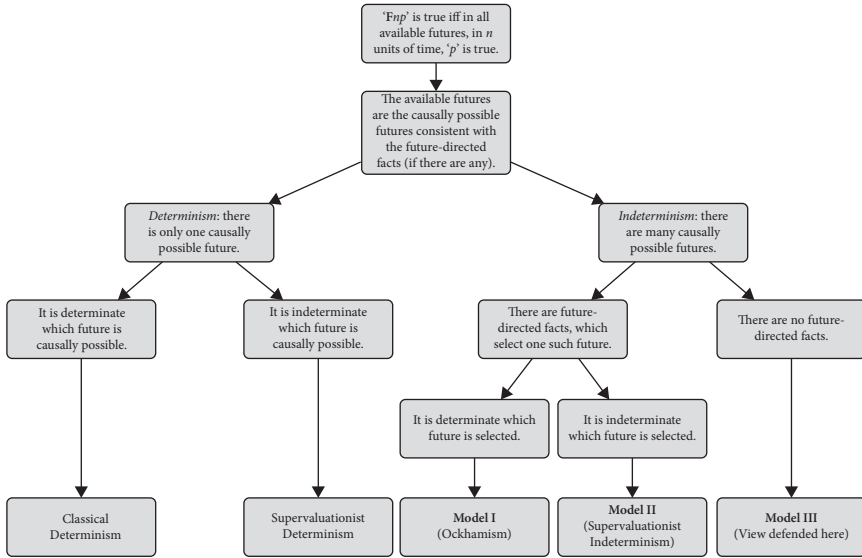 ‘Fnp’ is true iff in all
available futures, in n
units of time, ‘p’ is true.
The available futures
are the causally possible
futures consistent with
the future-directed
facts (if there are any).
Determinism: there
is only one causally
possible future.
Indeterminism: there
are many causally
possible futures.
It is determinate
which future is
causally possible.
It is indeterminate
which future is
causally possible.
There are future-
directed facts, which
select one such future.
There are no future-
directed facts.
It is determinate which
future is selected.
It is indeterminate
which future is selected.
Classical
Determinism
Supervaluationist
Determinism
Model I
(Ockhamism)
Model II
(Supervaluationist
Indeterminism)
Model III
(View defended here)